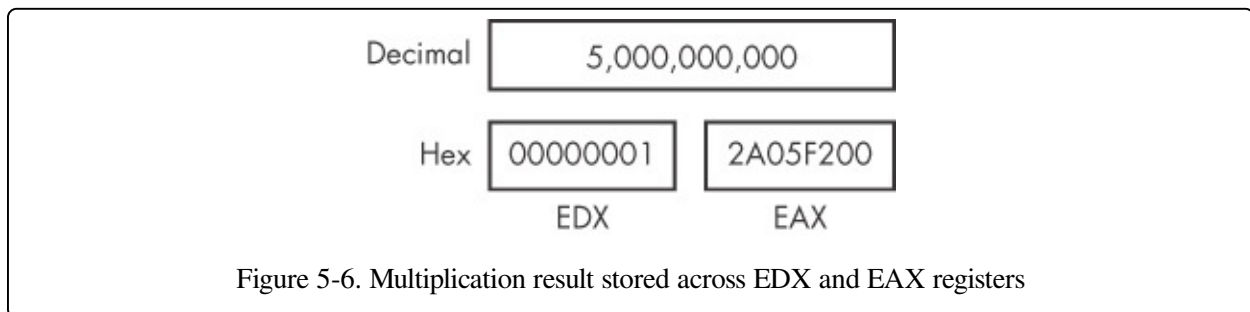 Decimal 5,000,000,000
Hex 00000001 2A05F200
EDX EAX
Figure 5-6. Multiplication result stored across EDX and EAX registers